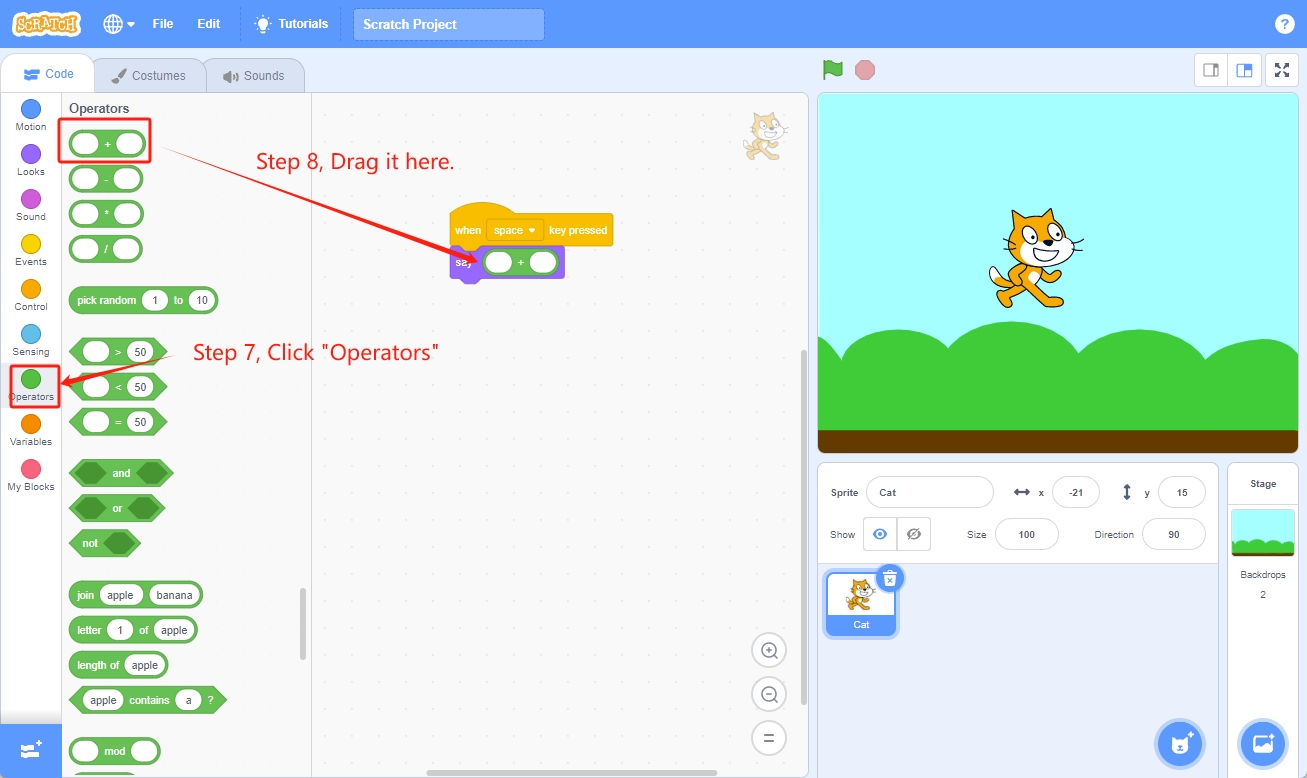 SCRATCH File Edit Tutorials Scratch Project ?
Code Costumes Sounds
Motion
Looks
Sound
Events
Control
Sensing
Operators
Variables
My Blocks
Operators
+
-
*
/
pick random 1 to 10
> 50
< 50
= 50
and
or
not
join apple banana
letter 1 of apple
length of apple
apple contains a ?
mod
Step 8, Drag it here.
when space key pressed
say +
Step 7, Click "Operators"
Sprite Cat x -21 y 15
Show Size 100 Direction 90
Cat
Stage
Backdrops
2